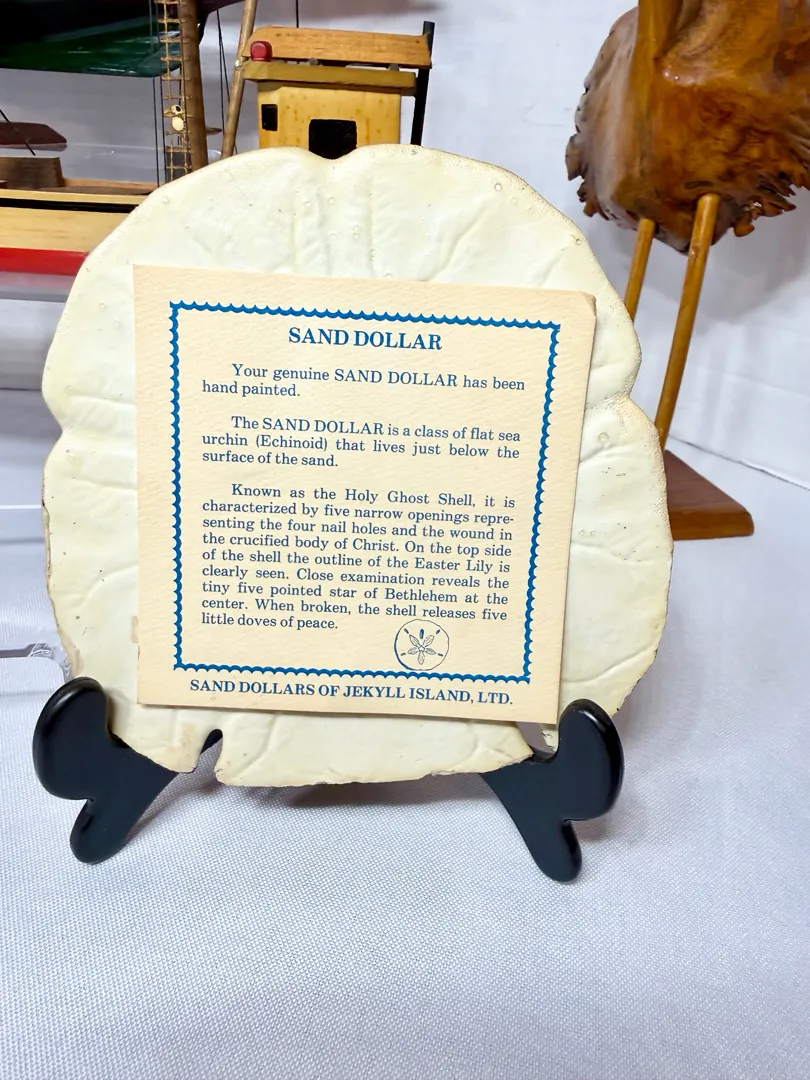 SAND DOLLAR
Your genuine SAND DOLLAR has been
hand painted.
The SAND DOLLAR is a class of flat sea
urchin (Echinoid) that lives just below the
surface of the sand.
Known as the Holy Ghost Shell, it is
characterized by five narrow openings repre-
senting the four nail holes and the wound in
the crucified body of Christ. On the top side
of the shell the outline of the Easter Lily is
clearly seen. Close examination reveals the
tiny five pointed star of Bethlehem at the
center. When broken, the shell releases five
little doves of peace.
SAND DOLLARS OF JEKYLL ISLAND, LTD.